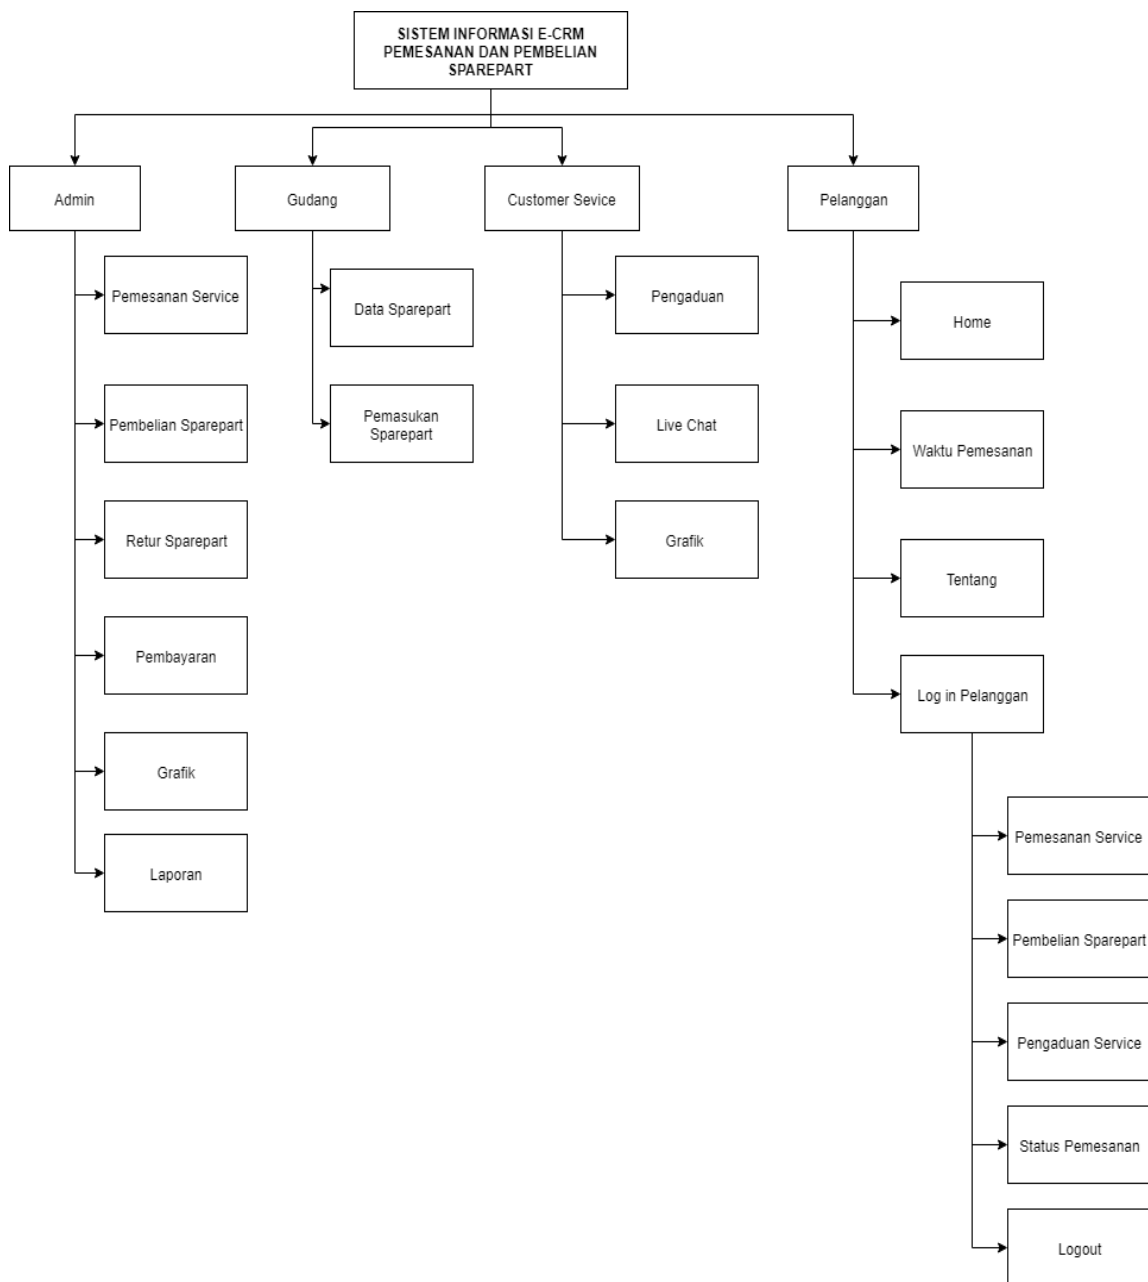 SISTEM INFORMASI E-CRM
PEMESANAN DAN PEMBELIAN
SPAREPART
Admin
Gudang
Customer Sevice
Pelanggan
Pemesanan Service
Pembelian Sparepart
Retur Sparepart
Pembayaran
Grafik
Laporan
Data Sparepart
Pemasukan
Sparepart
Pengaduan
Live Chat
Grafik
Home
Waktu Pemesanan
Tentang
Log in Pelanggan
Pemesanan Service
Pembelian Sparepart
Pengaduan Service
Status Pemesanan
Logout